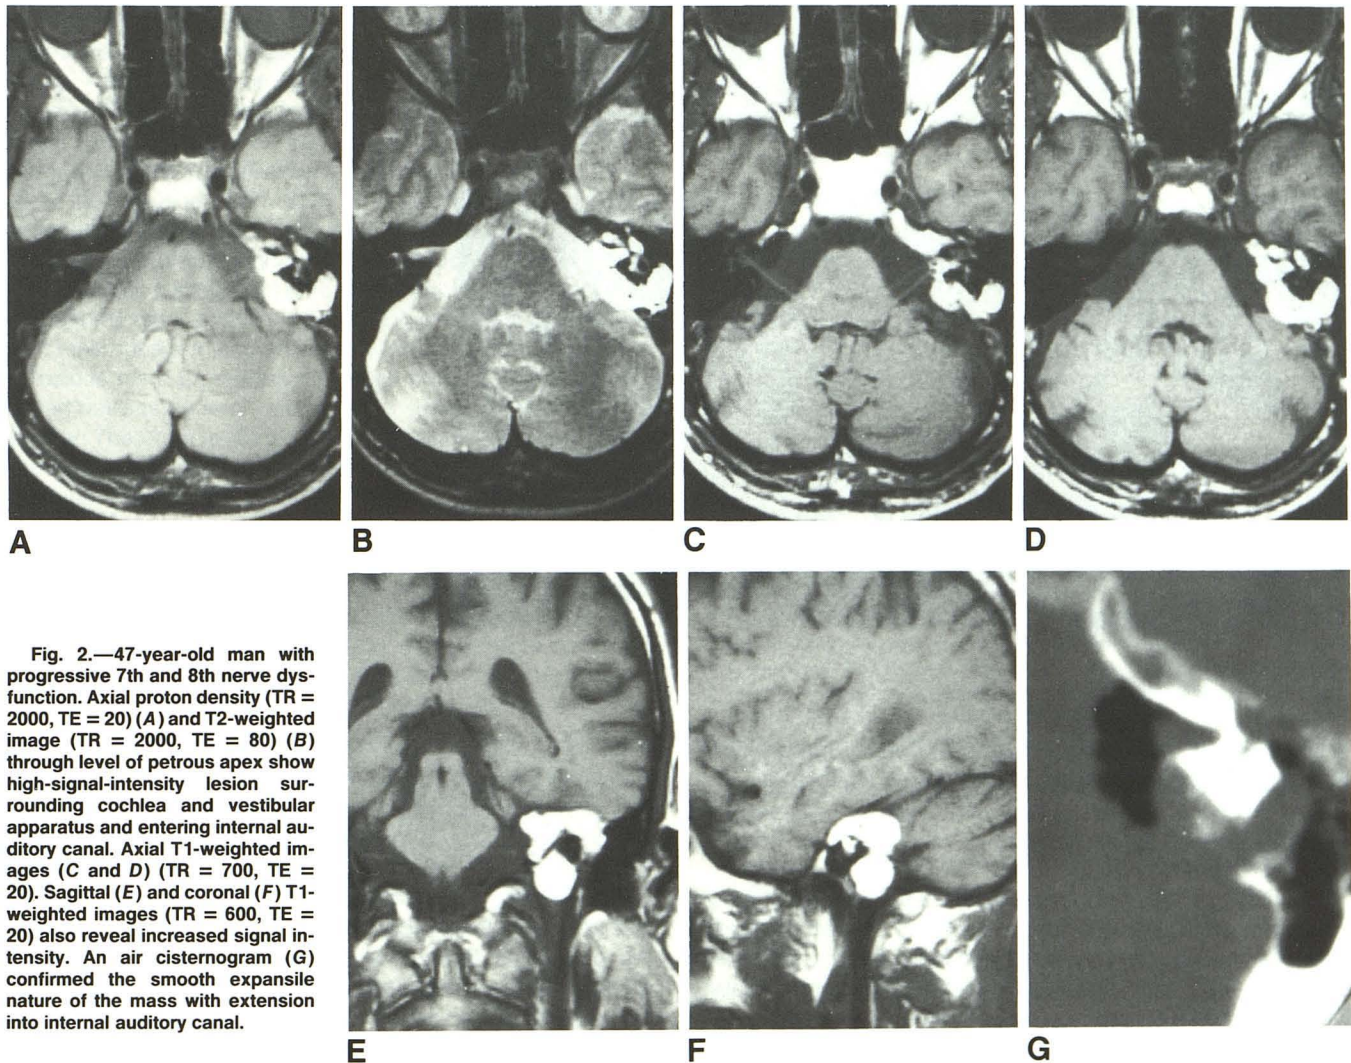 A
B
C
D
Fig. 2.—47-year-old man with
progressive 7th and 8th nerve dys-
function. Axial proton density (TR =
2000, TE = 20) (A) and T2-weighted
image (TR = 2000, TE = 80) (B)
through level of petrous apex show
high-signal-intensity lesion sur-
rounding cochlea and vestibular
apparatus and entering internal au-
ditory canal. Axial T1-weighted im-
ages (C and D) (TR = 700, TE =
20). Sagittal (E) and coronal (F) T1-
weighted images (TR = 600, TE =
20) also reveal increased signal in-
tensity. An air cisternogram (G)
confirmed the smooth expansile
nature of the mass with extension
into internal auditory canal.
E
F
G